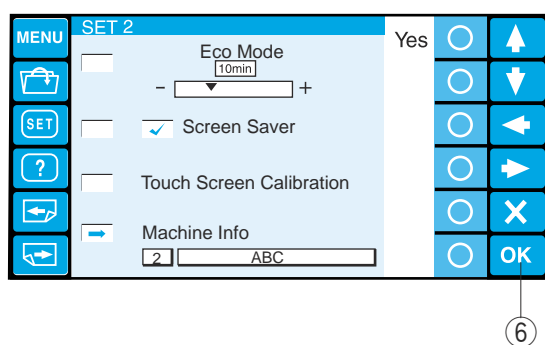 MENU
SET 2
Yes
Eco Mode
10min
- +
SET
Screen Saver
?
Touch Screen Calibration
Machine Info
2 ABC
OK
6